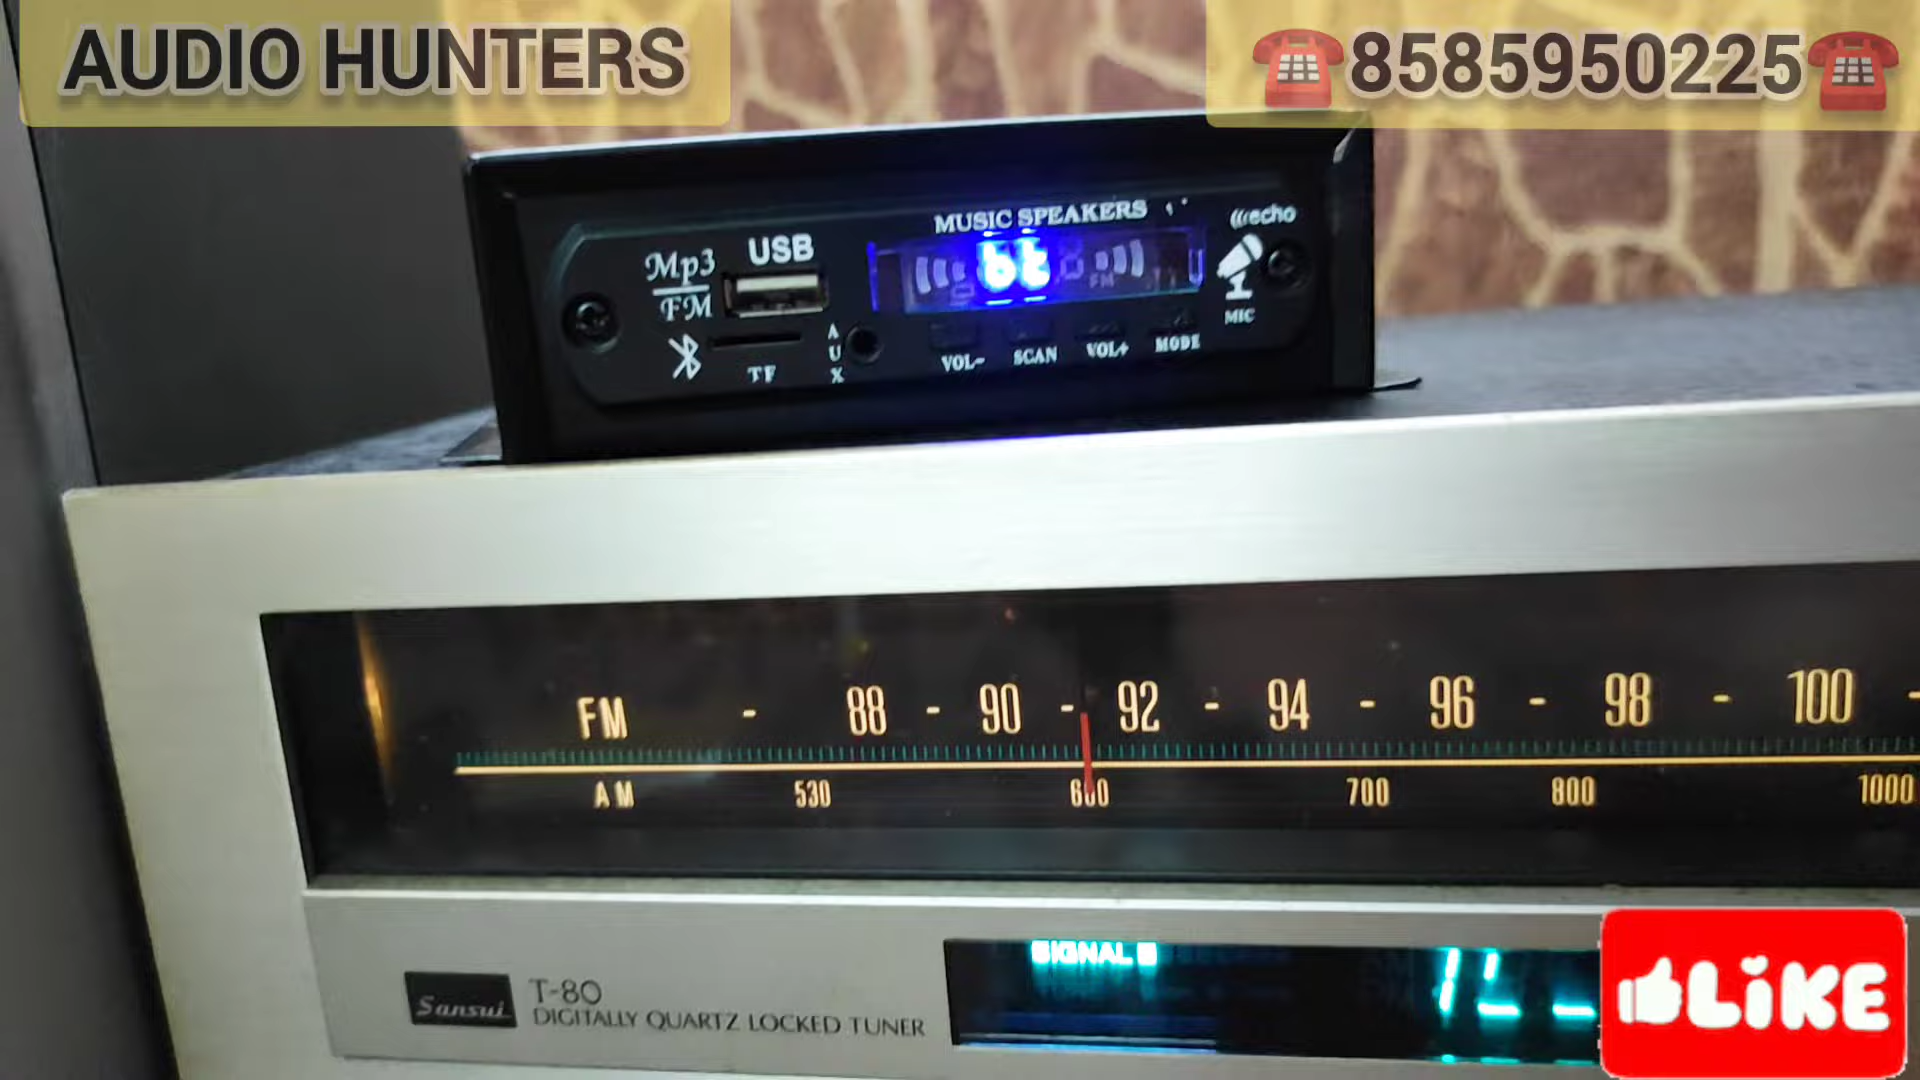 AUDIO HUNTERS
☎8585950225☎
MUSIC SPEAKERS
((echo
Mp3
FM
USB
bt
FM
TF
AUX
VOL-
SCAN
VOL+
MODE
MIC
FM - 88 - 90 - 92 - 94 - 96 - 98 - 100 -
AM 530 600 700 800 1000
SIGNAL
Sansui
T-80
DIGITALLY QUARTZ LOCKED TUNER
LiKE